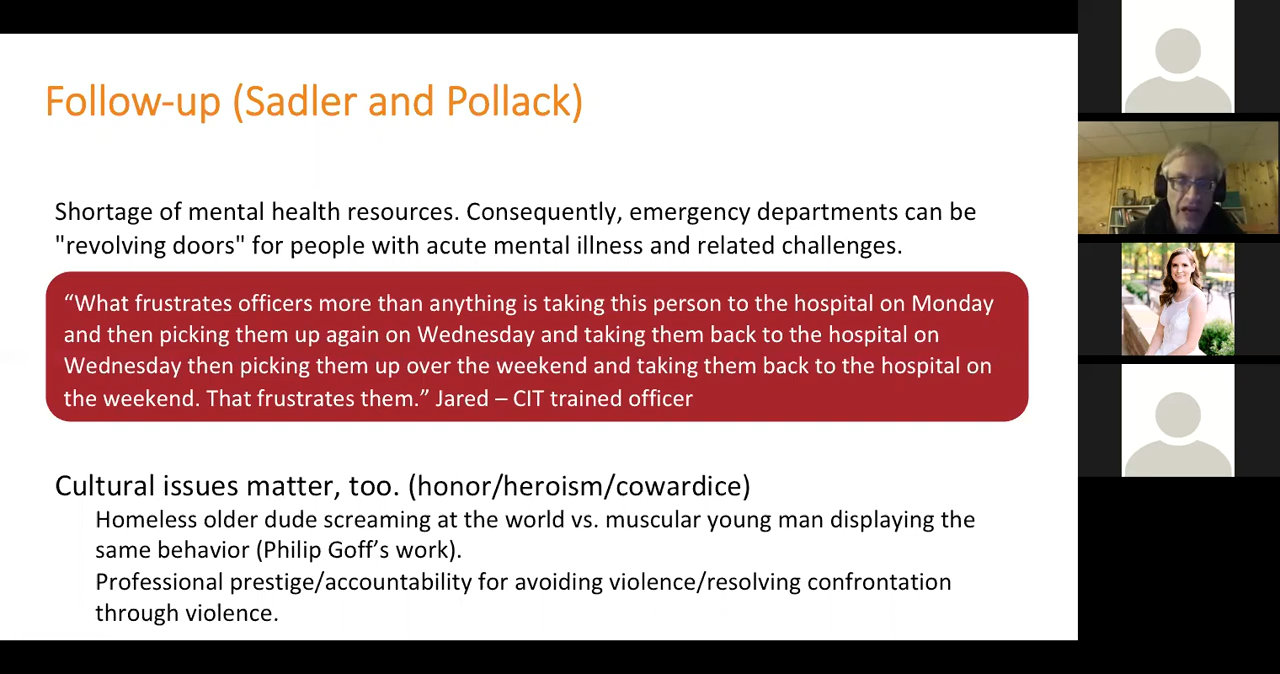 Follow-up (Sadler and Pollack)
Shortage of mental health resources. Consequently, emergency departments can be
"revolving doors" for people with acute mental illness and related challenges.
“What frustrates officers more than anything is taking this person to the hospital on Monday
and then picking them up again on Wednesday and taking them back to the hospital on
Wednesday then picking them up over the weekend and taking them back to the hospital on
the weekend. That frustrates them.” Jared – CIT trained officer
Cultural issues matter, too. (honor/heroism/cowardice)
Homeless older dude screaming at the world vs. muscular young man displaying the
same behavior (Philip Goff’s work).
Professional prestige/accountability for avoiding violence/resolving confrontation
through violence.